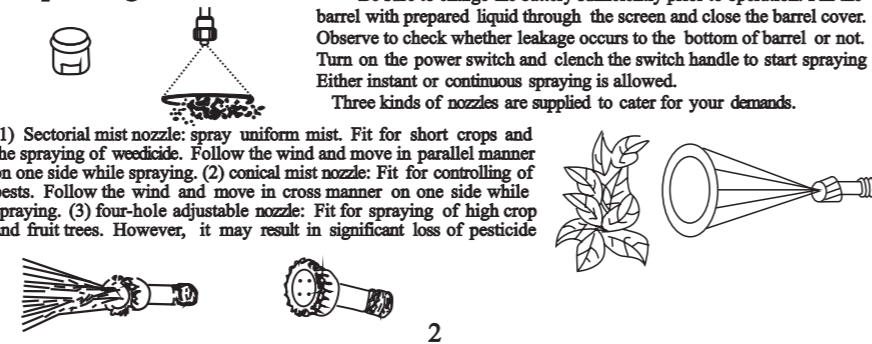 barrel with prepared liquid through the screen and close the barrel cover.
Observe to check whether leakage occurs to the bottom of barrel or not.
Turn on the power switch and clench the switch handle to start spraying
Either instant or continuous spraying is allowed.
Three kinds of nozzles are supplied to cater for your demands.
1) Sectorial mist nozzle: spray uniform mist. Fit for short crops and
the spraying of weedicide. Follow the wind and move in parallel manner
on one side while spraying. (2) conical mist nozzle: Fit for controlling of
pests. Follow the wind and move in cross manner on one side while
praying. (3) four-hole adjustable nozzle: Fit for spraying of high crop
and fruit trees. However, it may result in significant loss of pesticide
2